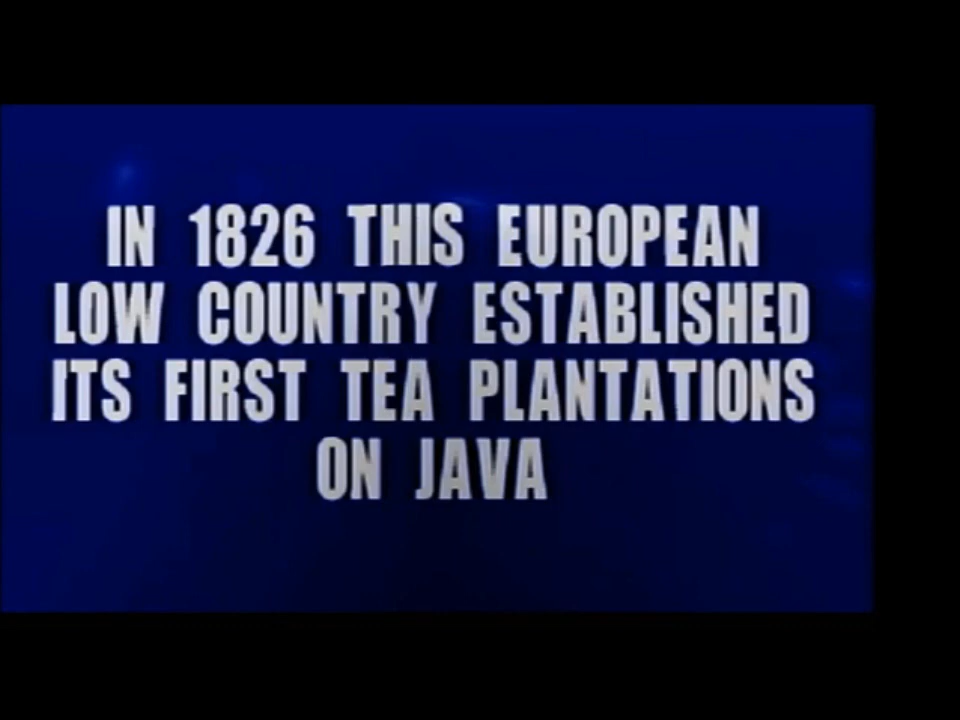 IN 1826 THIS EUROPEAN
LOW COUNTRY ESTABLISHED
ITS FIRST TEA PLANTATIONS
ON JAVA